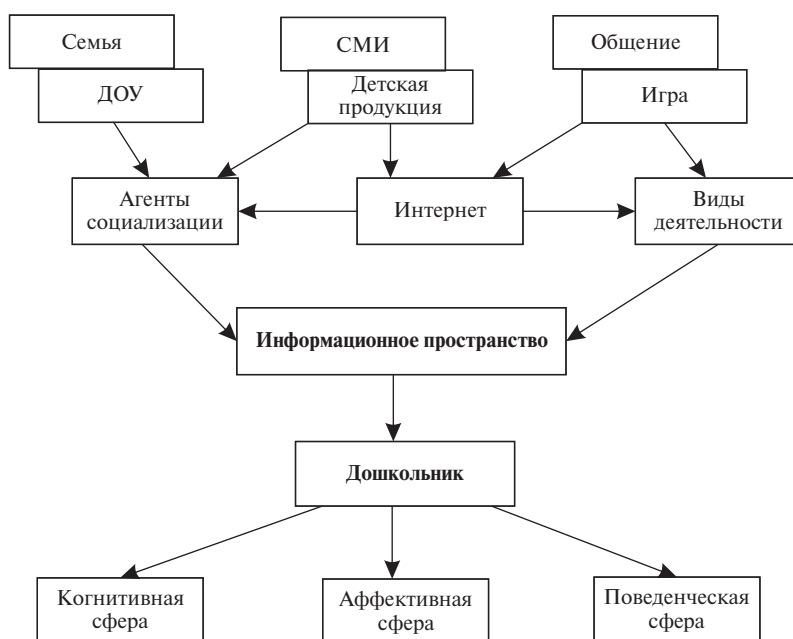 Семья
СМИ
Общение
ДОУ
Детская
продукция
Игра
Агенты
социализации
Интернет
Виды
деятельности
Информационное пространство
Дошкольник
Когнитивная
сфера
Аффективная
сфера
Поведенческая
сфера